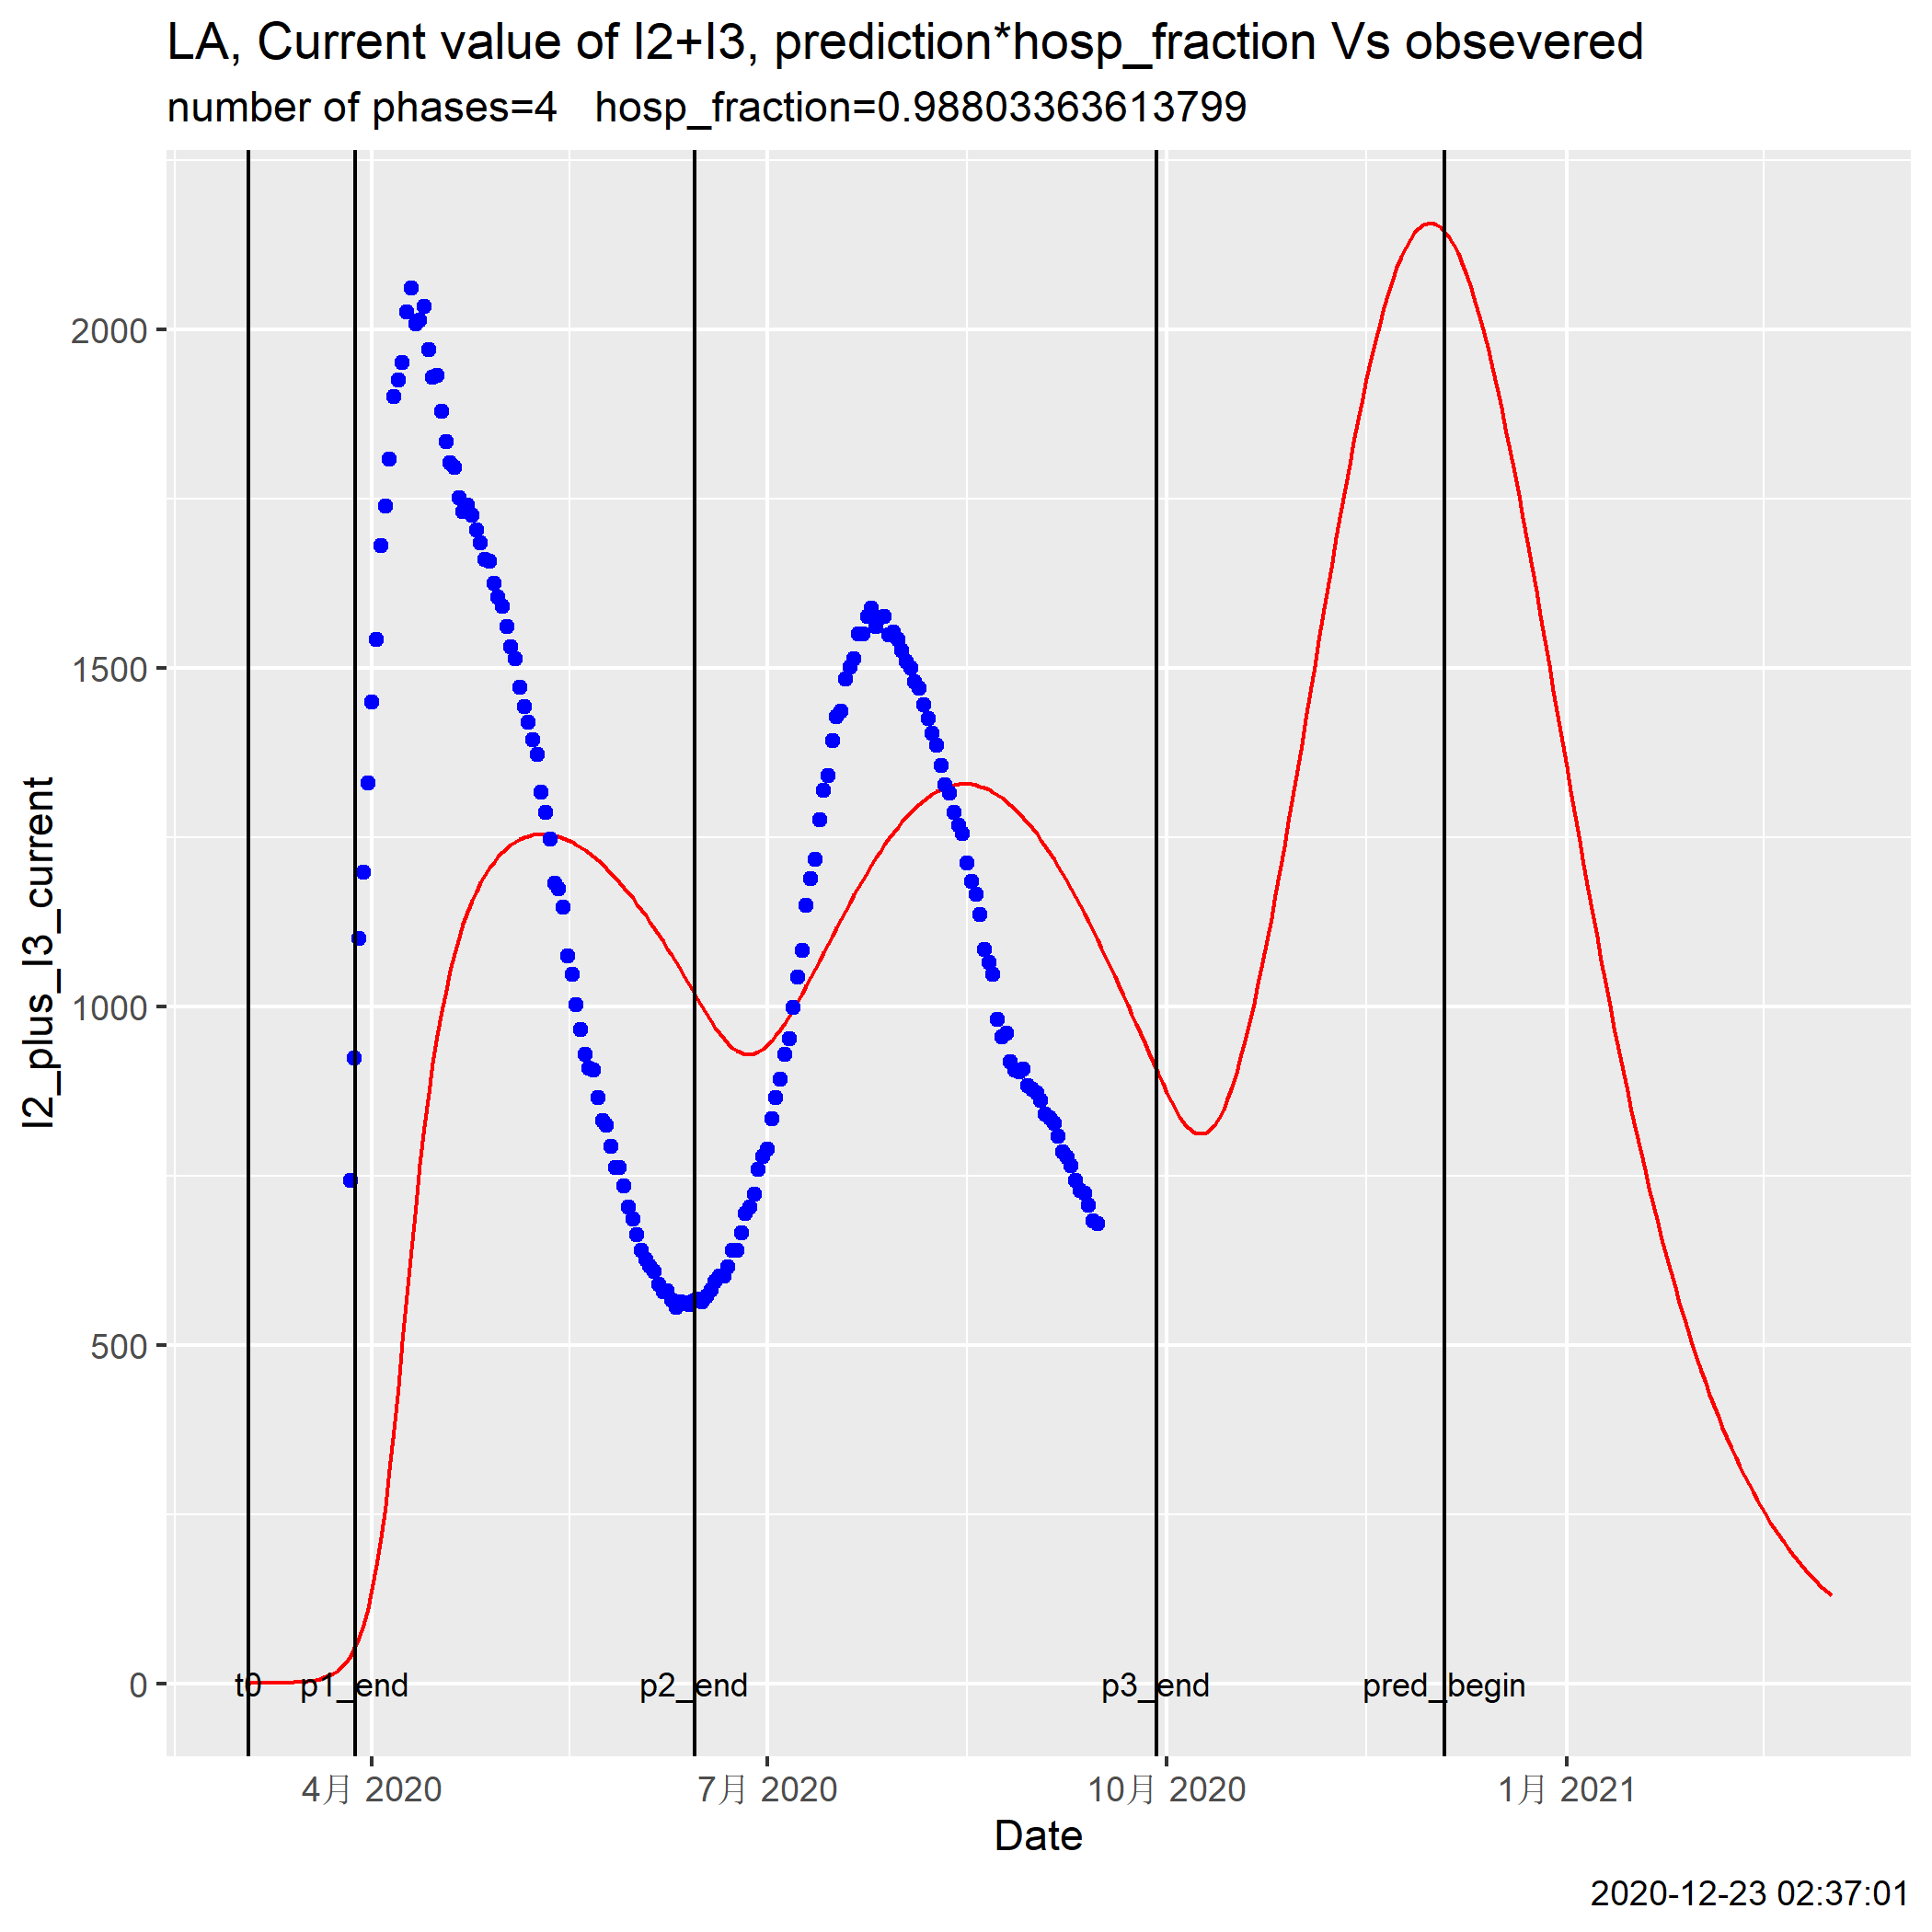 LA, Current value of I2+I3, prediction*hosp_fraction Vs obsevered
number of phases=4   hosp_fraction=0.98803363613799
I2_plus_I3_current
2000
1500
1000
500
0
t0 p1_end p2_end p3_end pred_begin
4月 2020 7月 2020 10月 2020 1月 2021
Date
2020-12-23 02:37:01